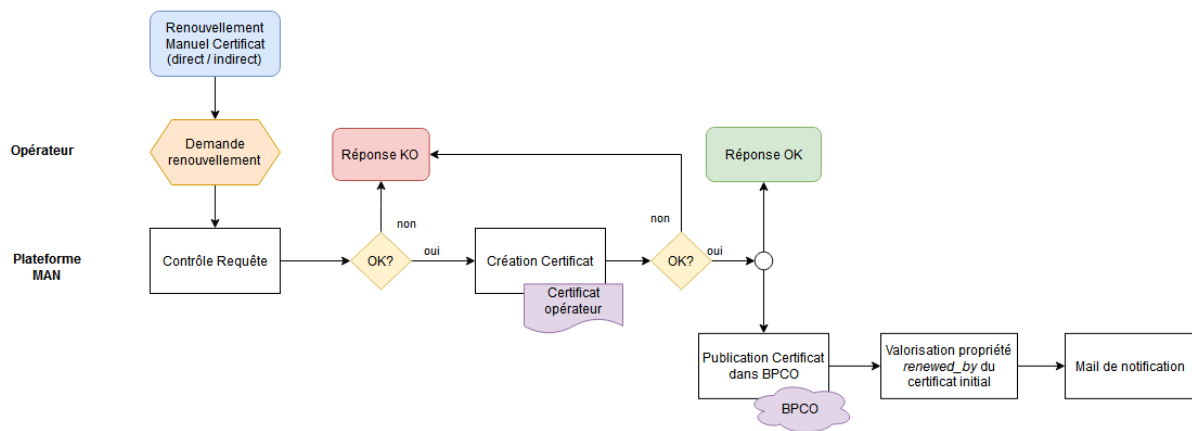 Renouvellement
Manuel Certificat
(direct / indirect)
Opérateur
Demande
renouvellement
Réponse KO
Réponse OK
non
non
oui
oui
Plateforme
MAN
Contrôle Requête
OK?
Création Certificat
OK?
Certificat
opérateur
Publication Certificat
dans BPCO
Valorisation propriété
renewed_by du
certificat initial
Mail de notification
BPCO